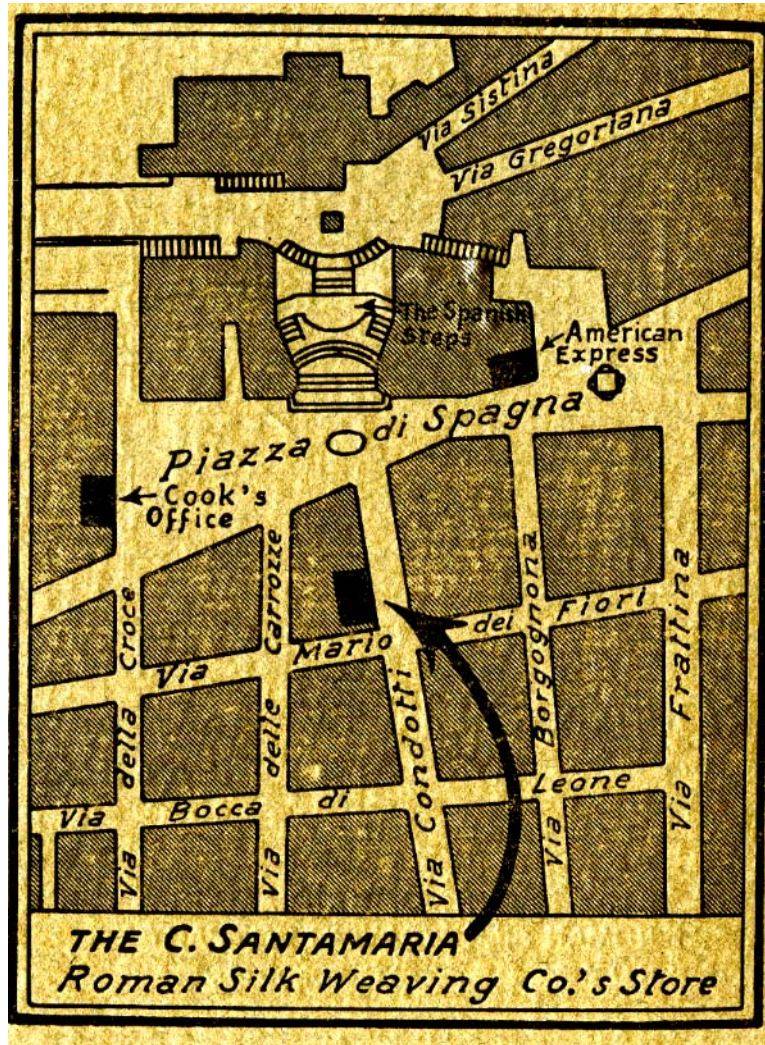 Via Sistina
Via Gregoriana
The Spanish
Steps
American
Express
Piazza di Spagna
Cook's
Office
Via Mario dei Fiori
Via Bocca di Leone
Via della Croce
Via delle Carrozze
Via Condotti
Via Borgognona
Via Frattina
THE C. SANTAMARIA
Roman Silk Weaving Co.'s Store